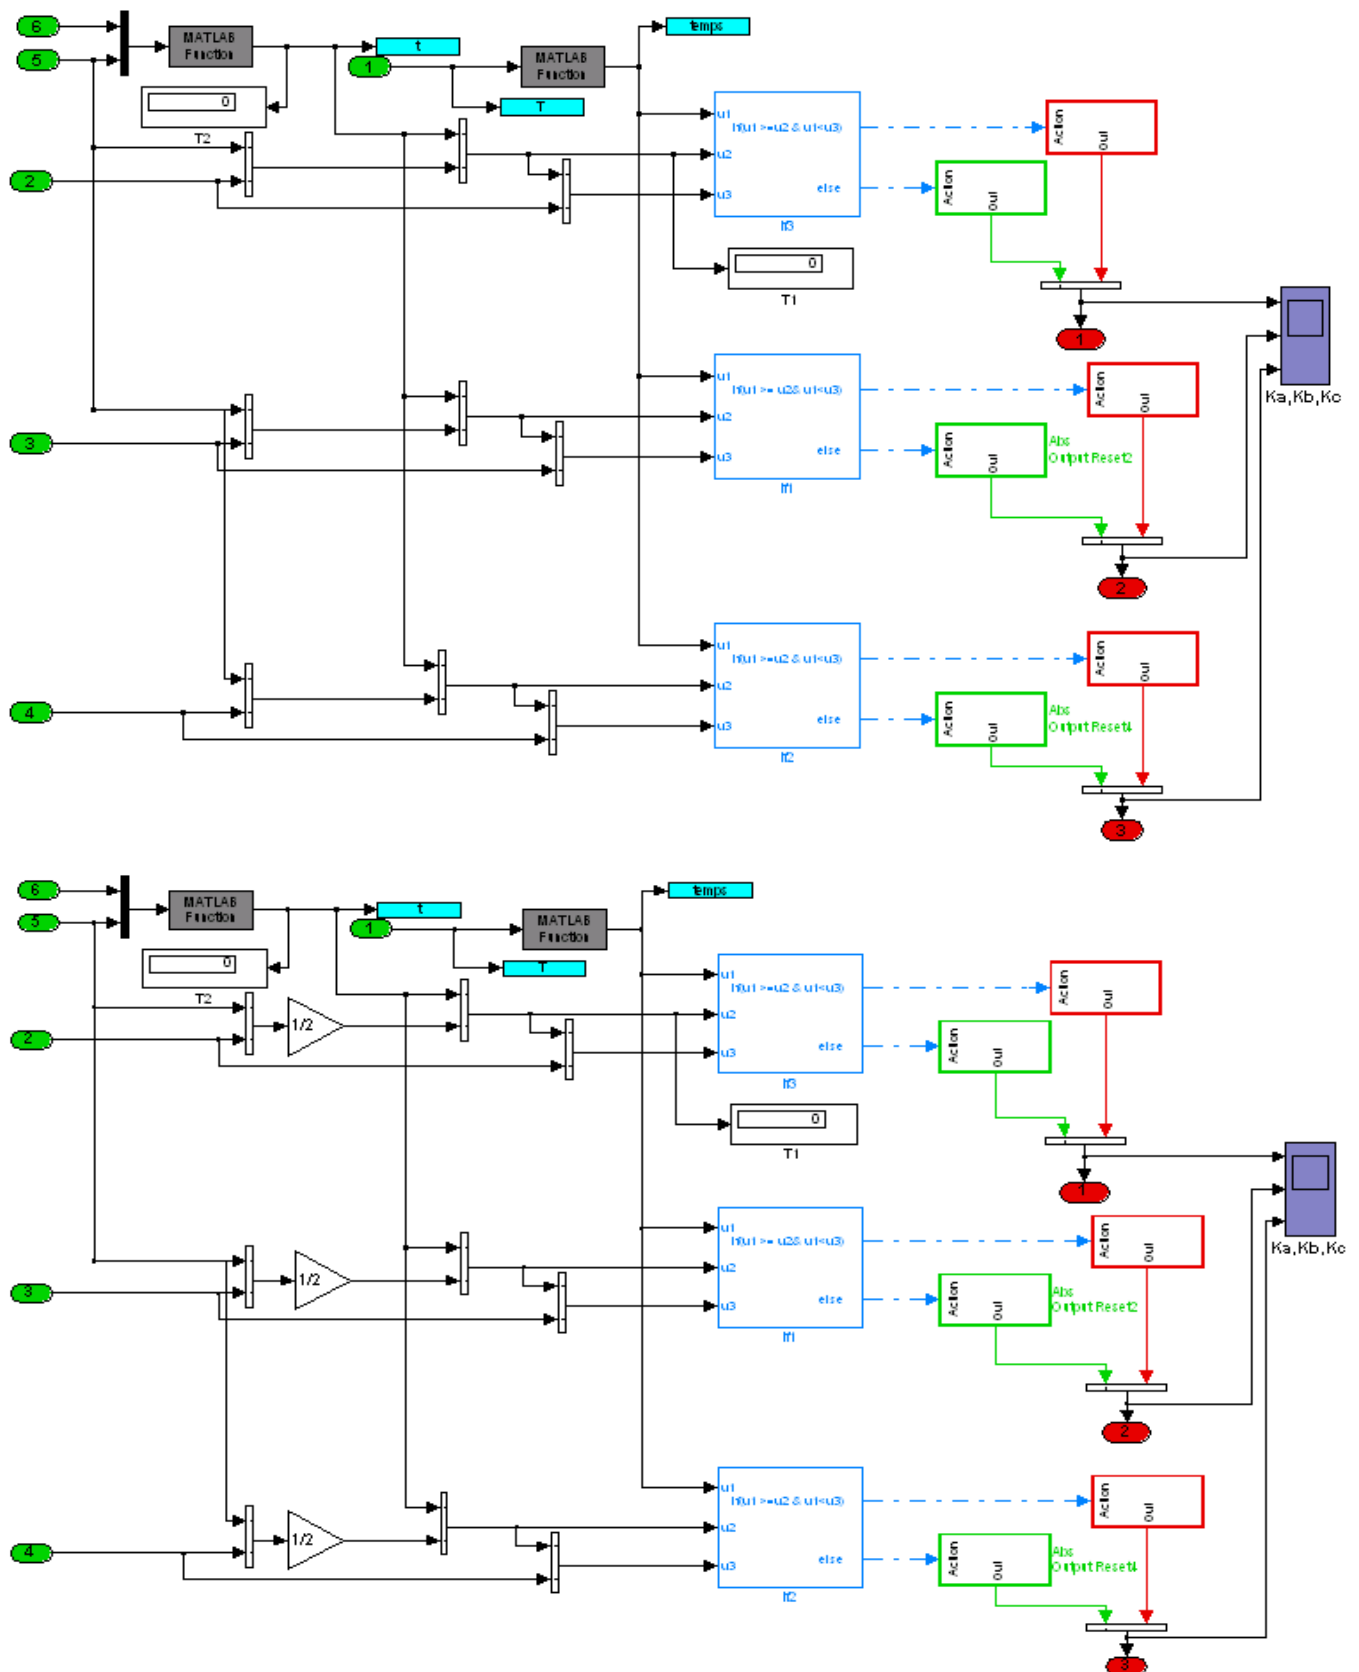 6
temps
MATLAB
Function
t
5
1
MATLAB
Function
0
T
T2
u1
if(u1 >=u2 & u1<u3)
u2
u3
else
If3
Action
Out
Action
Out
2
0
T1
1
Ka,Kb,Kc
u1
if(u1 >= u2& u1<u3)
u2
u3
else
If1
Action
Out
Action
Out
Abs
Output Reset2
3
2
u1
if(u1 >=u2 & u1<u3)
u2
u3
else
If2
Action
Out
Action
Out
Abs
Output Reset4
4
3
6
temps
MATLAB
Function
t
5
1
MATLAB
Function
0
T
T2
1/2
u1
if(u1 >=u2 & u1<u3)
u2
u3
else
If3
Action
Out
Action
Out
2
0
T1
1
Ka,Kb,Kc
1/2
u1
if(u1 >= u2& u1<u3)
u2
u3
else
If1
Action
Out
Action
Out
Abs
Output Reset2
3
2
1/2
u1
if(u1 >=u2 & u1<u3)
u2
u3
else
If2
Action
Out
Action
Out
Abs
Output Reset4
4
3